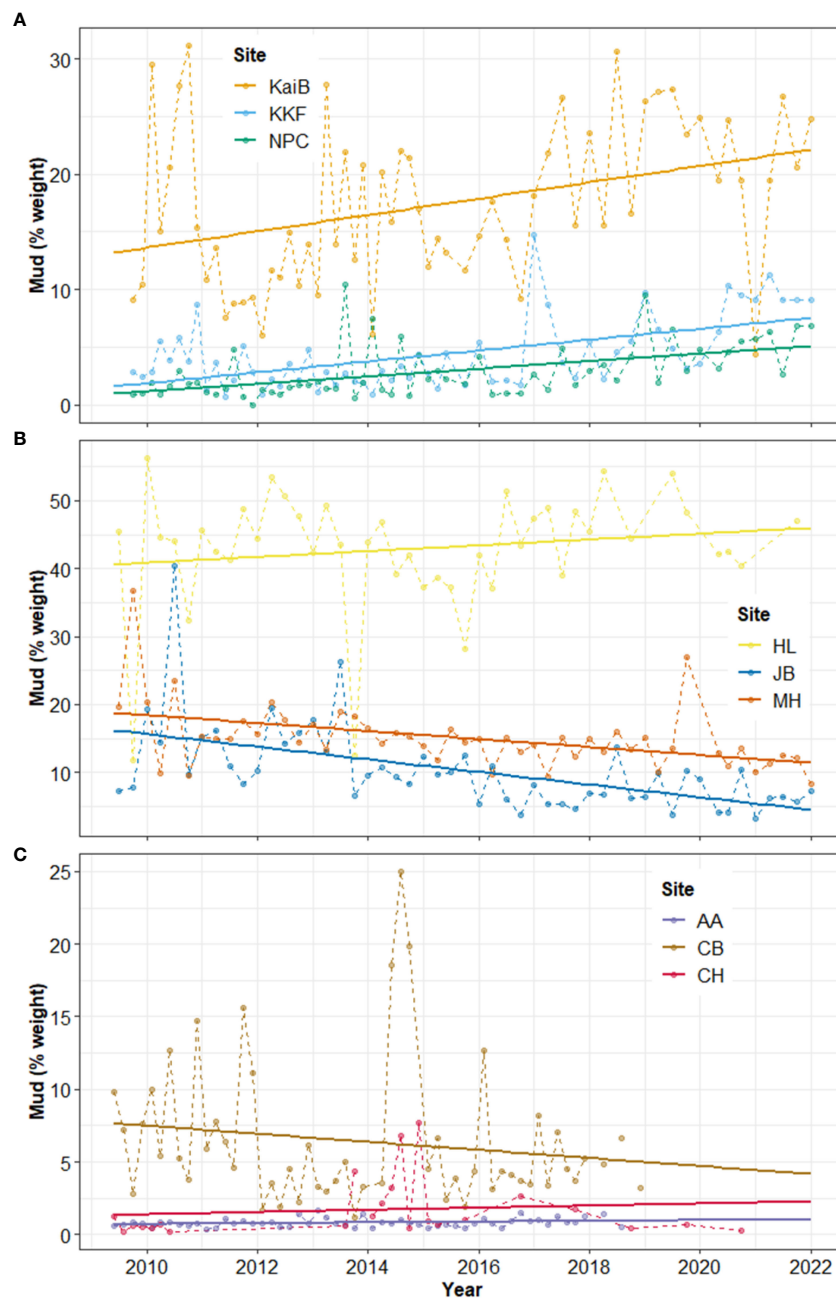 A
Mud (% weight)
30
20
10
0
Site
KaiB
KKF
NPC
B
Mud (% weight)
50
40
30
20
10
Site
HL
JB
MH
C
Mud (% weight)
25
20
15
10
5
0
Site
AA
CB
CH
2010 2012 2014 2016 2018 2020 2022
Year